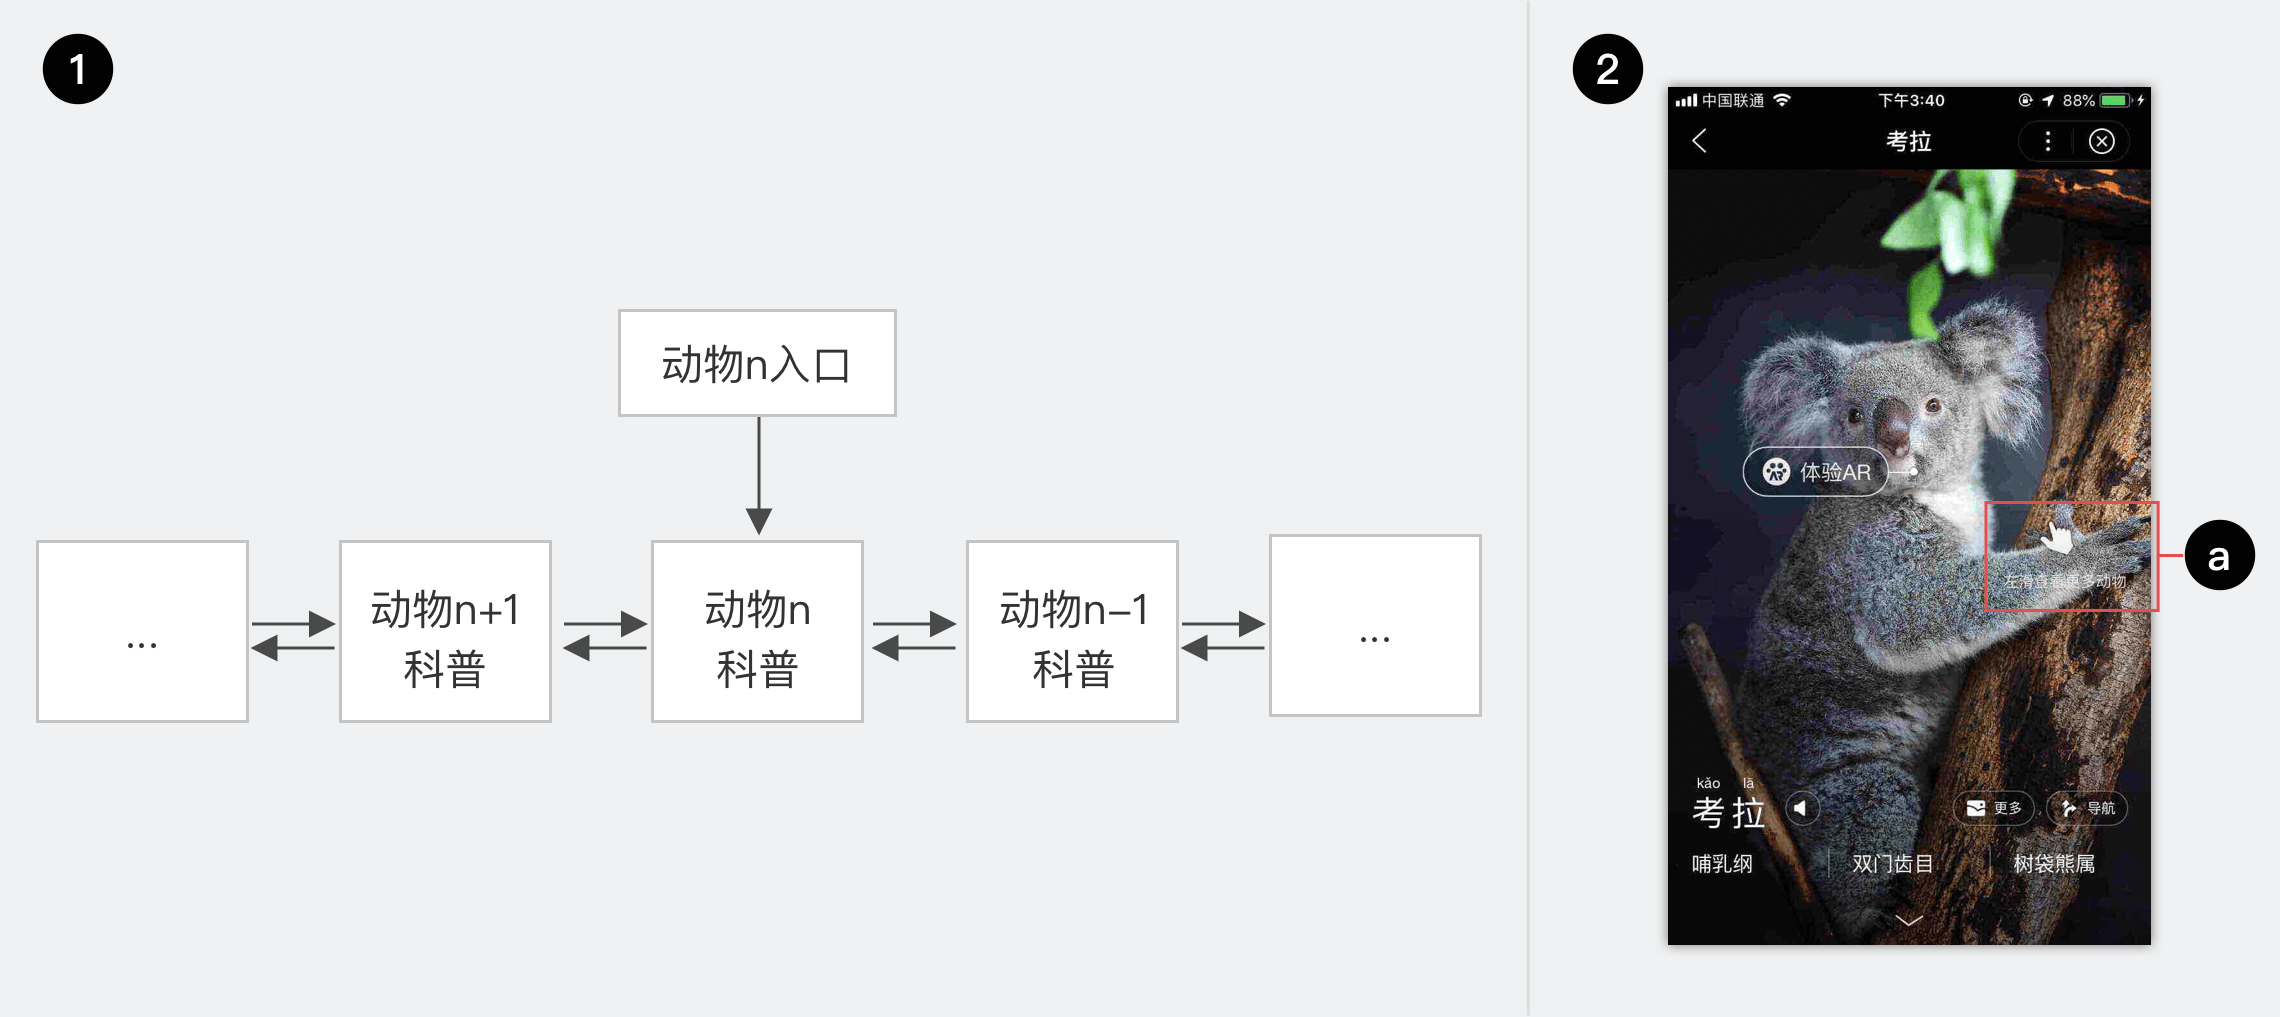 1
动物n入口
...
动物n+1
科普
动物n
科普
动物n-1
科普
...
2
中国联通 下午3:40 88%
考拉
体验AR
左滑查看更多动物
a
kǎo lā
考拉
更多
导航
哺乳纲 双门齿目 树袋熊属